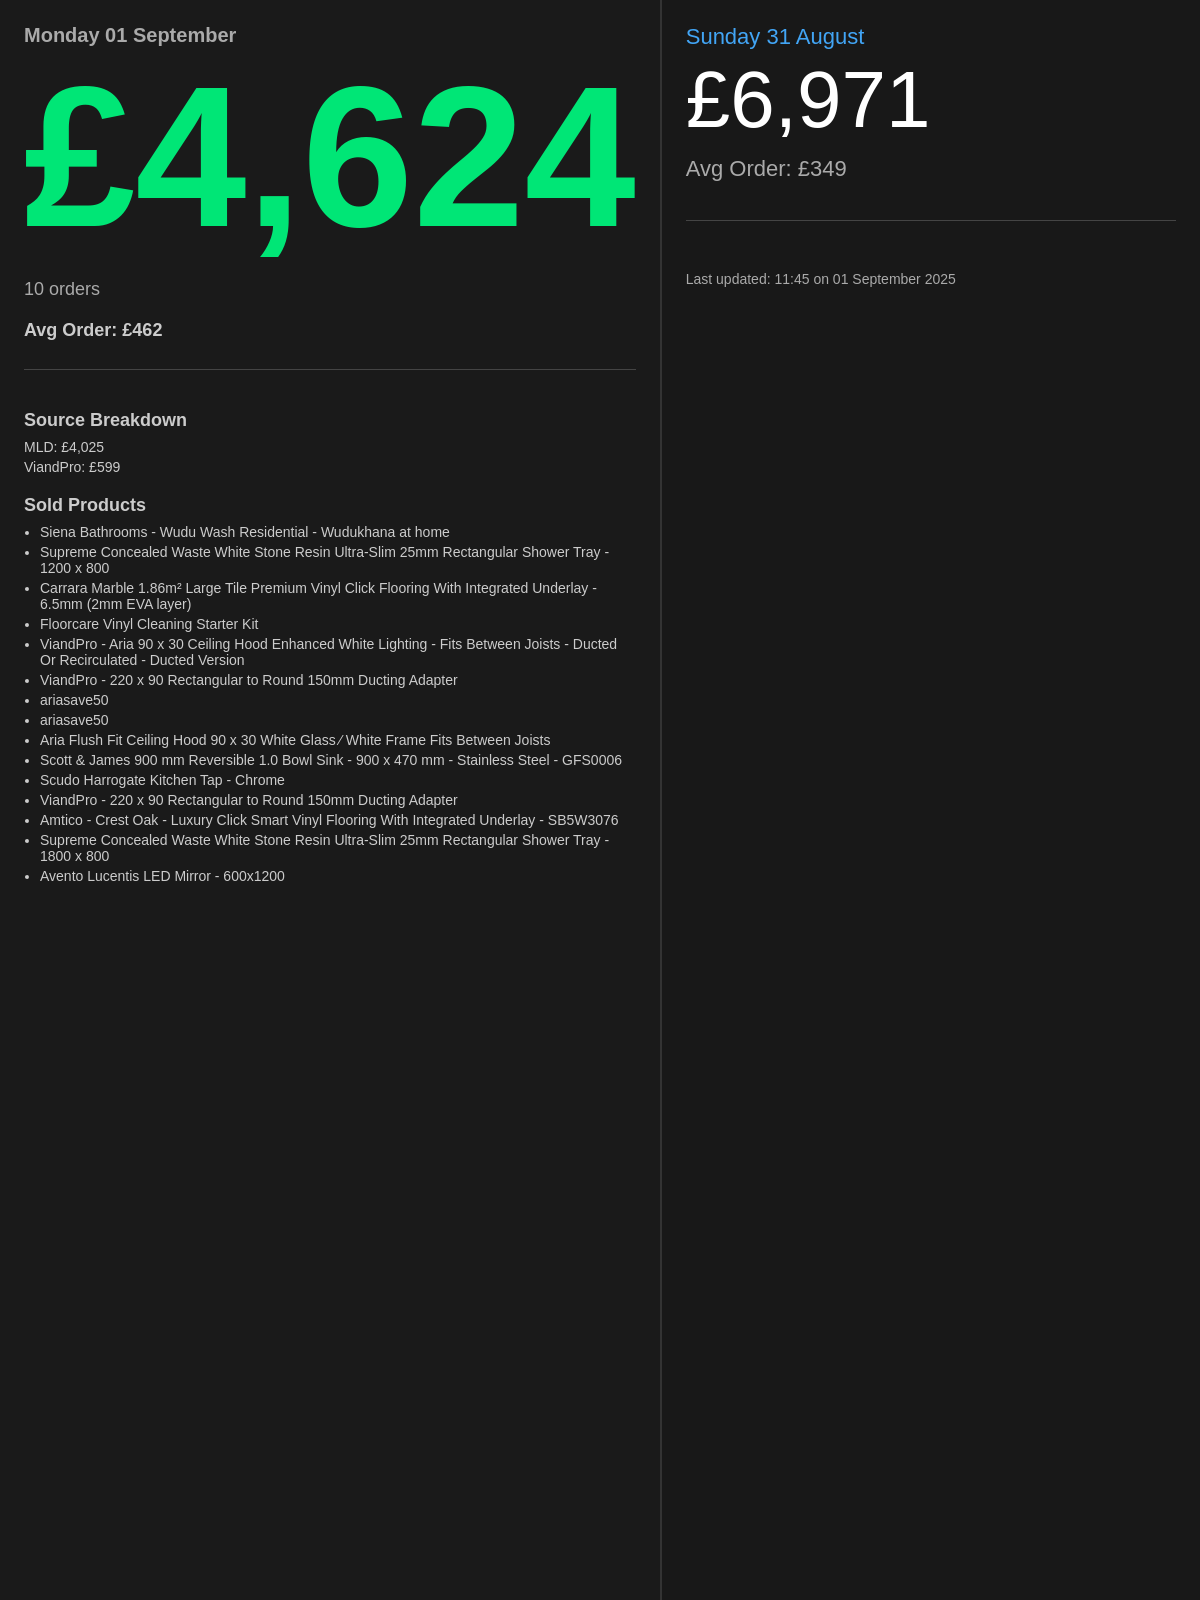 Monday 01 September
£4,624
10 orders
Avg Order: £462
Source Breakdown
MLD: £4,025
ViandPro: £599
Sold Products
• Siena Bathrooms - Wudu Wash Residential - Wudukhana at home
• Supreme Concealed Waste White Stone Resin Ultra-Slim 25mm Rectangular Shower Tray -
1200 x 800
• Carrara Marble 1.86m² Large Tile Premium Vinyl Click Flooring With Integrated Underlay -
6.5mm (2mm EVA layer)
• Floorcare Vinyl Cleaning Starter Kit
• ViandPro - Aria 90 x 30 Ceiling Hood Enhanced White Lighting - Fits Between Joists - Ducted
Or Recirculated - Ducted Version
• ViandPro - 220 x 90 Rectangular to Round 150mm Ducting Adapter
• ariasave50
• ariasave50
• Aria Flush Fit Ceiling Hood 90 x 30 White Glass ⁄ White Frame Fits Between Joists
• Scott & James 900 mm Reversible 1.0 Bowl Sink - 900 x 470 mm - Stainless Steel - GFS0006
• Scudo Harrogate Kitchen Tap - Chrome
• ViandPro - 220 x 90 Rectangular to Round 150mm Ducting Adapter
• Amtico - Crest Oak - Luxury Click Smart Vinyl Flooring With Integrated Underlay - SB5W3076
• Supreme Concealed Waste White Stone Resin Ultra-Slim 25mm Rectangular Shower Tray -
1800 x 800
• Avento Lucentis LED Mirror - 600x1200
Sunday 31 August
£6,971
Avg Order: £349
Last updated: 11:45 on 01 September 2025